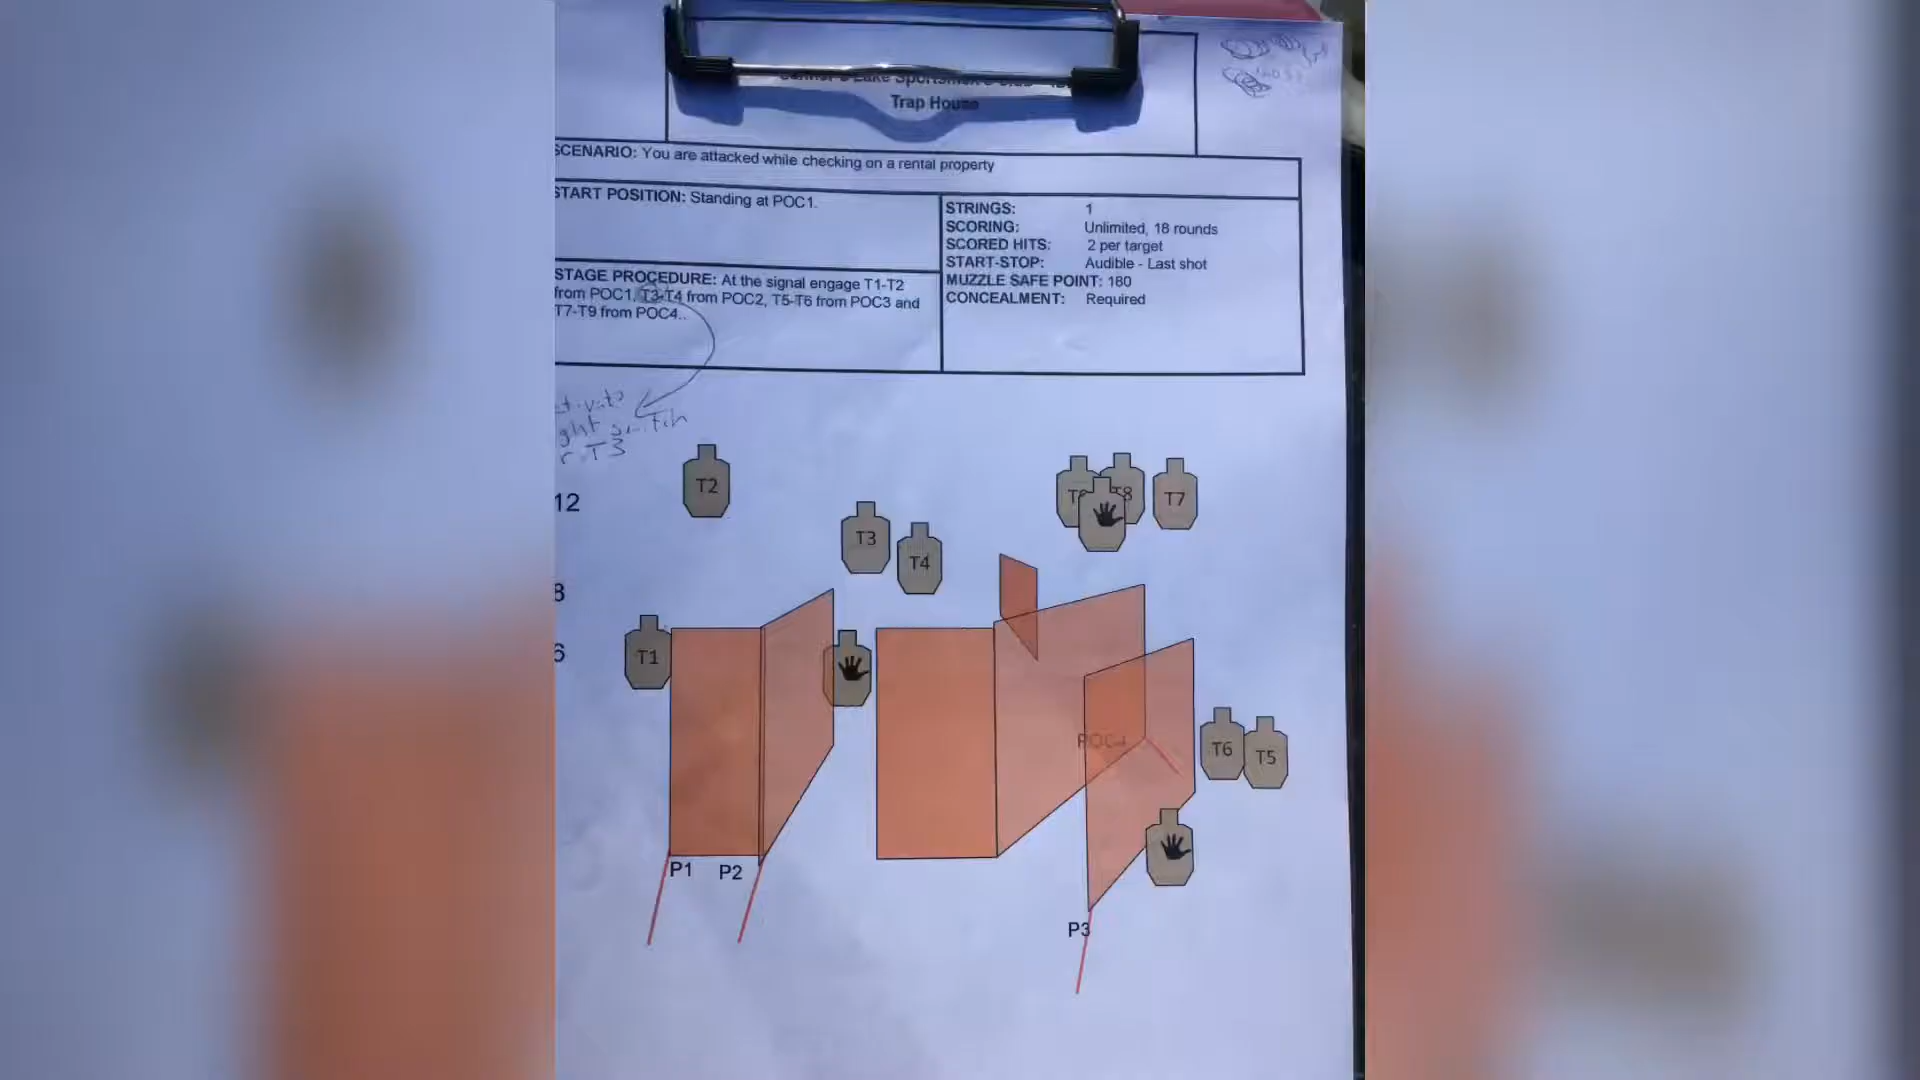 Trap House
SCENARIO: You are attacked while checking on a rental property
START POSITION: Standing at POC1.
STRINGS: 1
SCORING: Unlimited, 18 rounds
SCORED HITS: 2 per target
START-STOP: Audible - Last shot
MUZZLE SAFE POINT: 180
CONCEALMENT: Required
STAGE PROCEDURE: At the signal engage T1-T2
from POC1, T3-T4 from POC2, T5-T6 from POC3 and
T7-T9 from POC4..
switch
T3
T2
T8
T7
12
T3
T4
8
6
T1
POC4
T6
T5
P1
P2
P3